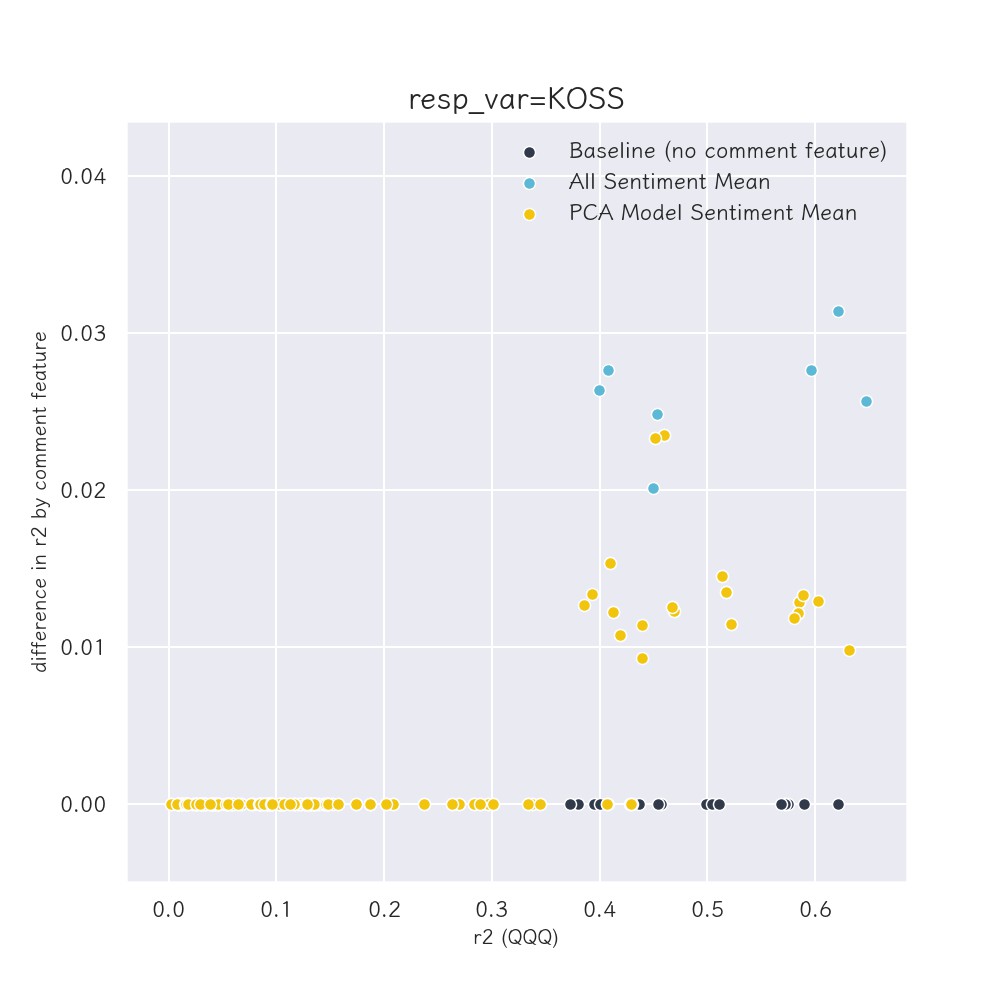 resp_var=KOSS
Baseline (no comment feature)
All Sentiment Mean
PCA Model Sentiment Mean
difference in r2 by comment feature
0.04
0.03
0.02
0.01
0.00
0.0 0.1 0.2 0.3 0.4 0.5 0.6
r2 (QQQ)